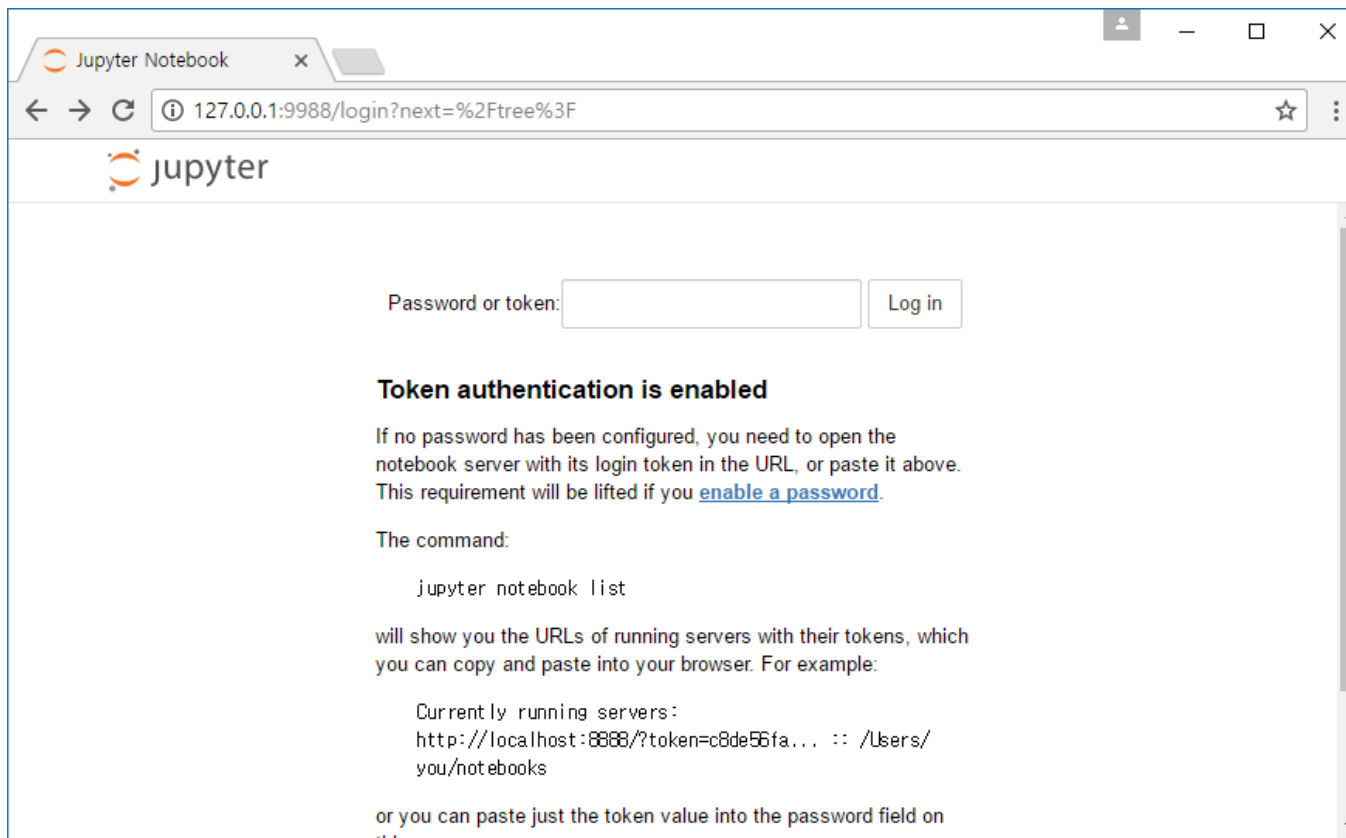 Jupyter Notebook
127.0.0.1:9988/login?next=%2Ftree%3F
jupyter
Password or token:
Log in
Token authentication is enabled
If no password has been configured, you need to open the
notebook server with its login token in the URL, or paste it above.
This requirement will be lifted if you enable a password.
The command:
jupyter notebook list
will show you the URLs of running servers with their tokens, which
you can copy and paste into your browser. For example:
Currently running servers:
http://localhost:8888/?token=c8de56fa... :: /Users/
you/notebooks
or you can paste just the token value into the password field on